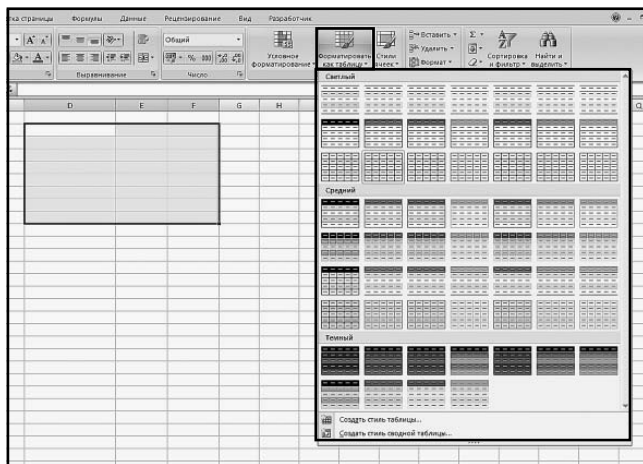 тка страницы Формулы Данные Рецензирование Вид Разработчик
Общий
Условное форматирование
Форматировать как таблицу
Стили ячеек
Вставить
Удалить
Формат
Сортировка и фильтр
Найти и выделить
Выравнивание Число
D E F G H Q
Светлый
Средний
Темный
Создать стиль таблицы...
Создать стиль сводной таблицы...